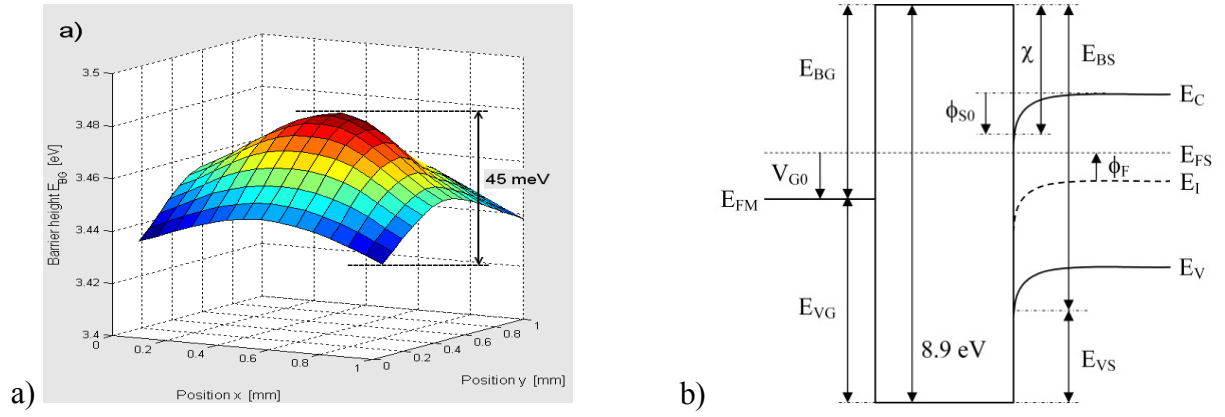 a)
3.5
3.48
3.46
3.44
3.42
3.4
Barrier height E_BG [eV]
45 meV
0
0.2
0.4
0.6
0.8
1
Position x [mm]
0
0.2
0.4
0.6
0.8
1
Position y [mm]
a)
E_BG
χ
E_BS
E_C
ϕ_S0
E_FS
V_G0
ϕ_F
E_I
E_FM
E_V
E_VG
8.9 eV
E_VS
b)